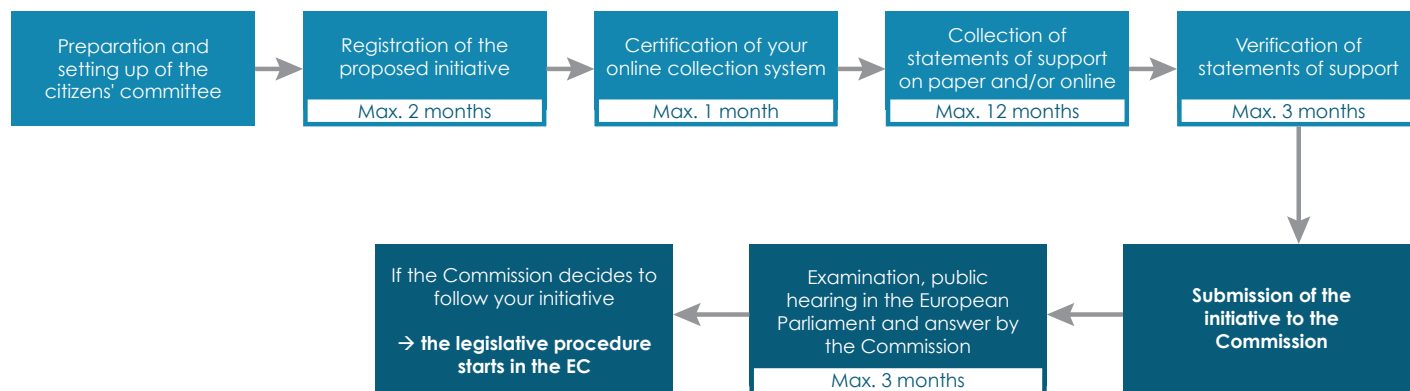 Preparation and
setting up of the
citizens' committee
Registration of the
proposed initiative
Max. 2 months
Certification of your
online collection system
Max. 1 month
Collection of
statements of support
on paper and/or online
Max. 12 months
Verification of
statements of support
Max. 3 months
Submission of the
initiative to the
Commission
Examination, public
hearing in the European
Parliament and answer by
the Commission
Max. 3 months
If the Commission decides to
follow your initiative
→ the legislative procedure
starts in the EC